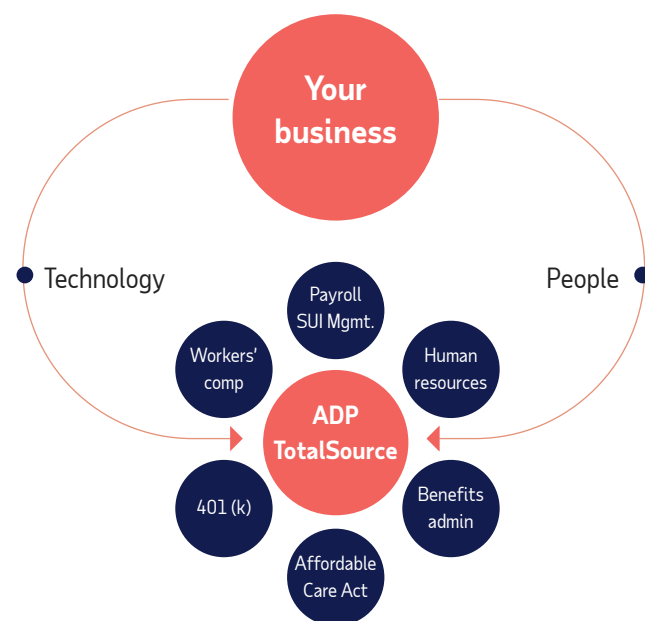 Your
business
Technology
People
Payroll
SUI Mgmt.
Workers'
comp
Human
resources
ADP
TotalSource
401 (k)
Benefits
admin
Affordable
Care Act